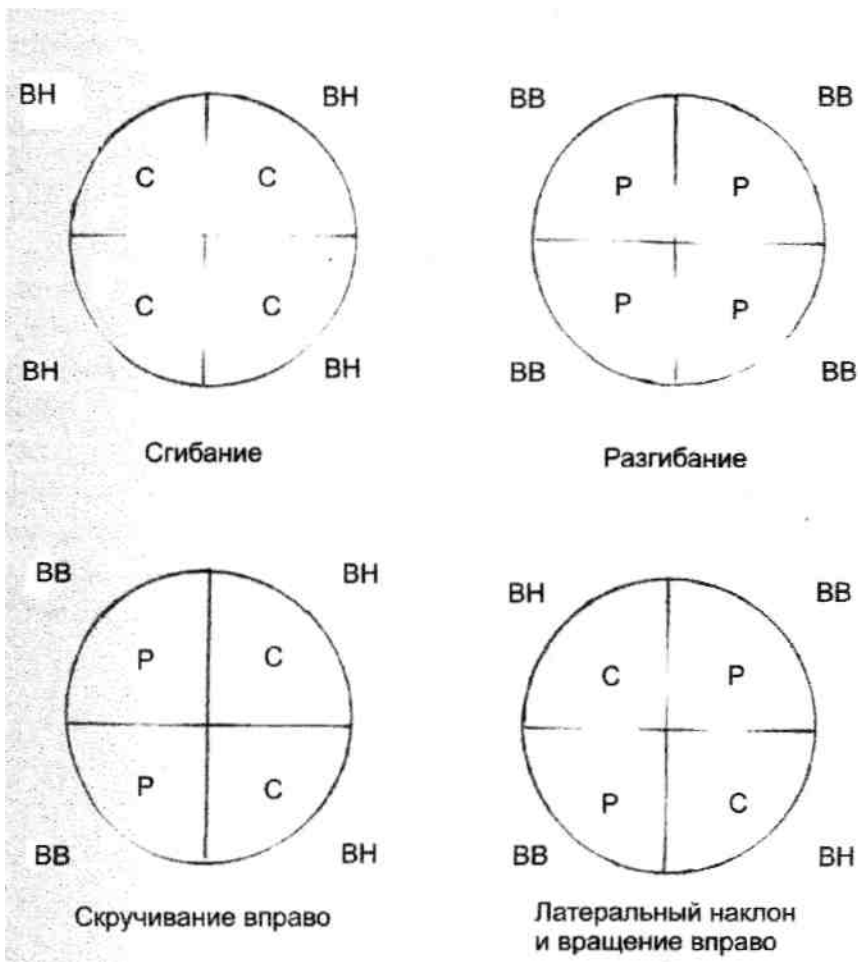 ВН ВН ВВ ВВ
С С Р Р
С С Р Р
ВН ВН ВВ ВВ
Сгибание
Разгибание
ВВ ВН ВН ВВ
Р С С Р
Р С Р С
ВВ ВН ВВ ВН
Скручивание вправо
Латеральный наклон
и вращение вправо